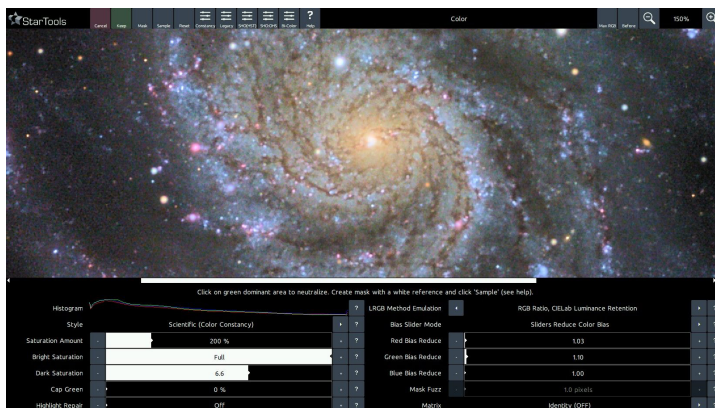 StarTools
Cancel Keep Mask Sample Reset Constancy Legacy SHO(HST) SHO:OHS Bi-Color ? Help Color Max RGB Before 150%
Click on green dominant area to neutralize. Create mask with a white reference and click 'Sample' (see help).
Histogram ? LRGB Method Emulation RGB Ratio, CIELab Luminance Retention ?
Style Scientific (Color Constancy) ? Bias Slider Mode Sliders Reduce Color Bias ?
Saturation Amount - 200 % + ? Red Bias Reduce - 1.03 + ?
Bright Saturation - Full + ? Green Bias Reduce - 1.10 + ?
Dark Saturation - 6.6 + ? Blue Bias Reduce - 1.00 + ?
Cap Green - 0 % + ? Mask Fuzz - 1.0 pixels + ?
Highlight Repair - Off + ? Matrix Identity (OFF) ?